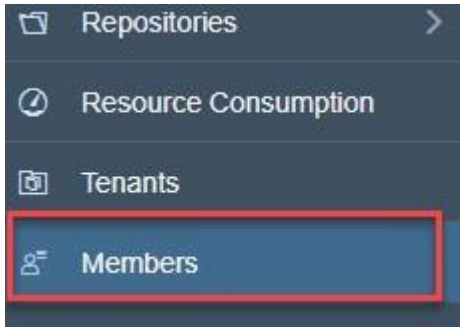 Repositories
Resource Consumption
Tenants
Members